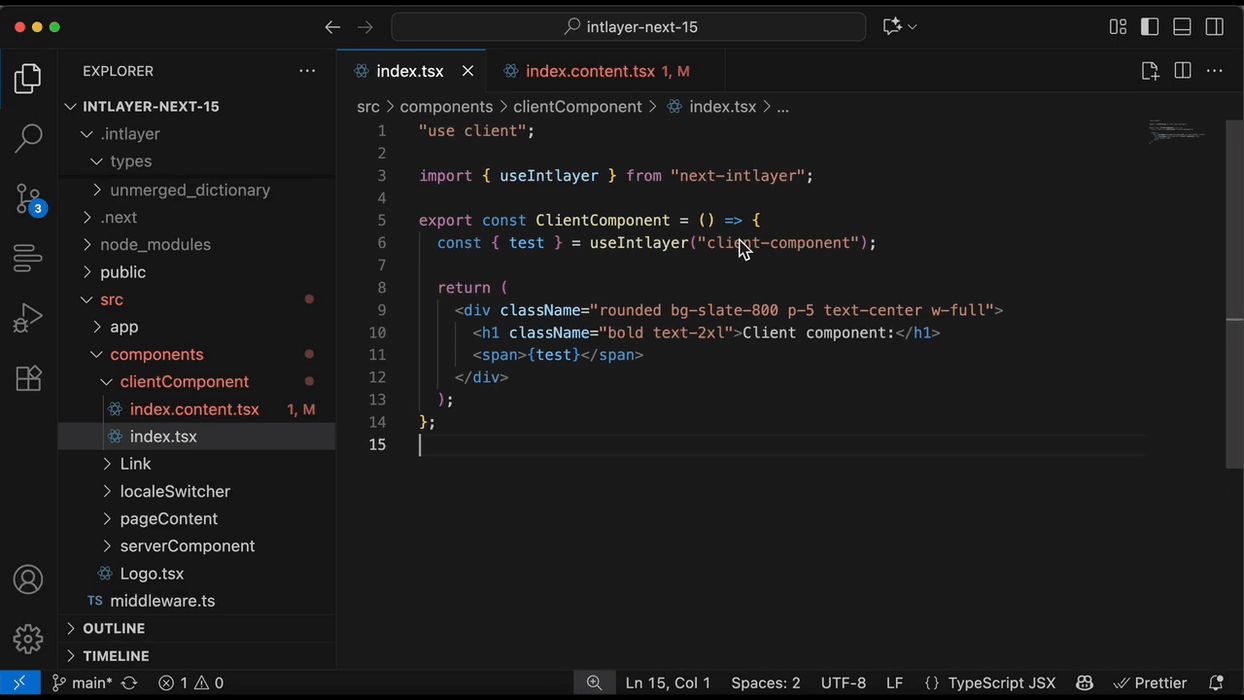 intlayer-next-15
EXPLORER
index.tsx
index.content.tsx 1, M
INTLAYER-NEXT-15
.intlayer
types
unmerged_dictionary
.next
node_modules
public
src
app
components
clientComponent
index.content.tsx 1, M
index.tsx
Link
localeSwitcher
pageContent
serverComponent
Logo.tsx
TS middleware.ts
OUTLINE
TIMELINE
3
src > components > clientComponent > index.tsx > ...
1 "use client";
2
3 import { useIntlayer } from "next-intlayer";
4
5 export const ClientComponent = () => {
6 const { test } = useIntlayer("client-component");
7
8 return (
9 <div className="rounded bg-slate-800 p-5 text-center w-full">
10 <h1 className="bold text-2xl">Client component:</h1>
11 <span>{test}</span>
12 </div>
13 );
14 };
15
main* 1 0 Ln 15, Col 1 Spaces: 2 UTF-8 LF {} TypeScript JSX Prettier